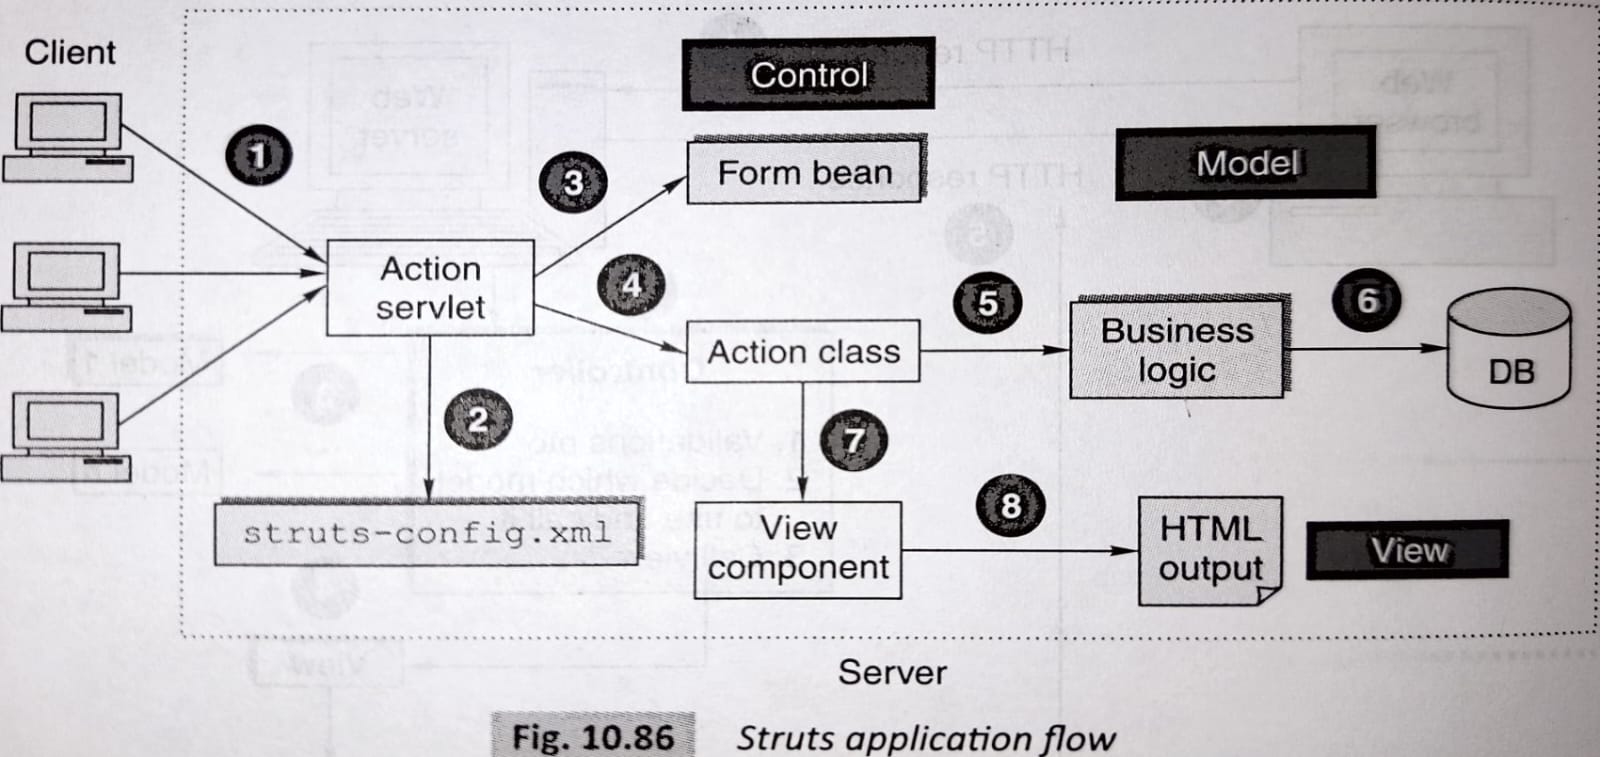 Client
Control
1
3
Form bean
Model
Action
servlet
4
5
6
Action class
Business
logic
DB
2
7
struts-config.xml
View
component
8
HTML
output
View
Server
Fig. 10.86 Struts application flow